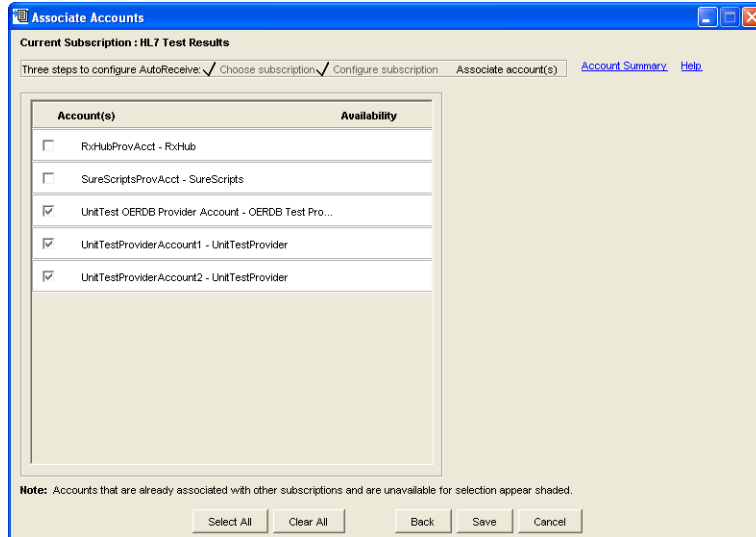 Associate Accounts
Current Subscription : HL7 Test Results
Three steps to configure AutoReceive: Choose subscription Configure subscription Associate account(s) Account Summary Help
Account(s) Availability
RxHubProvAcct - RxHub
SureScriptsProvAcct - SureScripts
UnitTest OERDB Provider Account - OERDB Test Pro...
UnitTestProviderAccount1 - UnitTestProvider
UnitTestProviderAccount2 - UnitTestProvider
Note: Accounts that are already associated with other subscriptions and are unavailable for selection appear shaded.
Select All Clear All Back Save Cancel